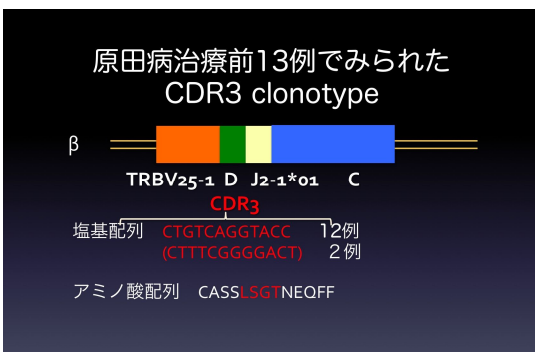 原田病治療前13例でみられた
CDR3 clonotype
β
TRBV25-1 D J2-1*01 C
CDR3
塩基配列 CTGTCAGGTACC 12例
(CTTTCGGGGACT) 2例
アミノ酸配列 CASSLSGTNEQFF